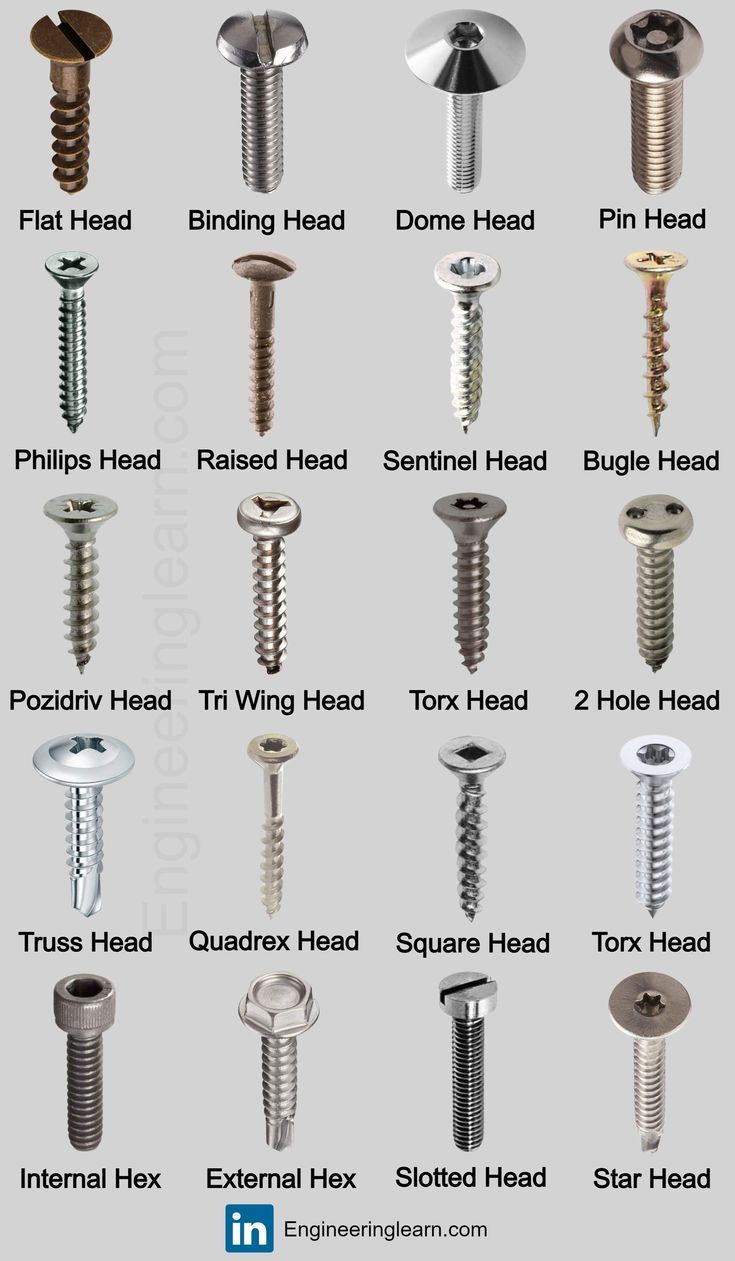 Flat Head
Binding Head
Dome Head
Pin Head
Philips Head
Raised Head
Sentinel Head
Bugle Head
Pozidriv Head
Tri Wing Head
Torx Head
2 Hole Head
Truss Head
Quadrex Head
Square Head
Torx Head
Internal Hex
External Hex
Slotted Head
Star Head
in
Engineeringlearn.com
Engineeringlearn.com